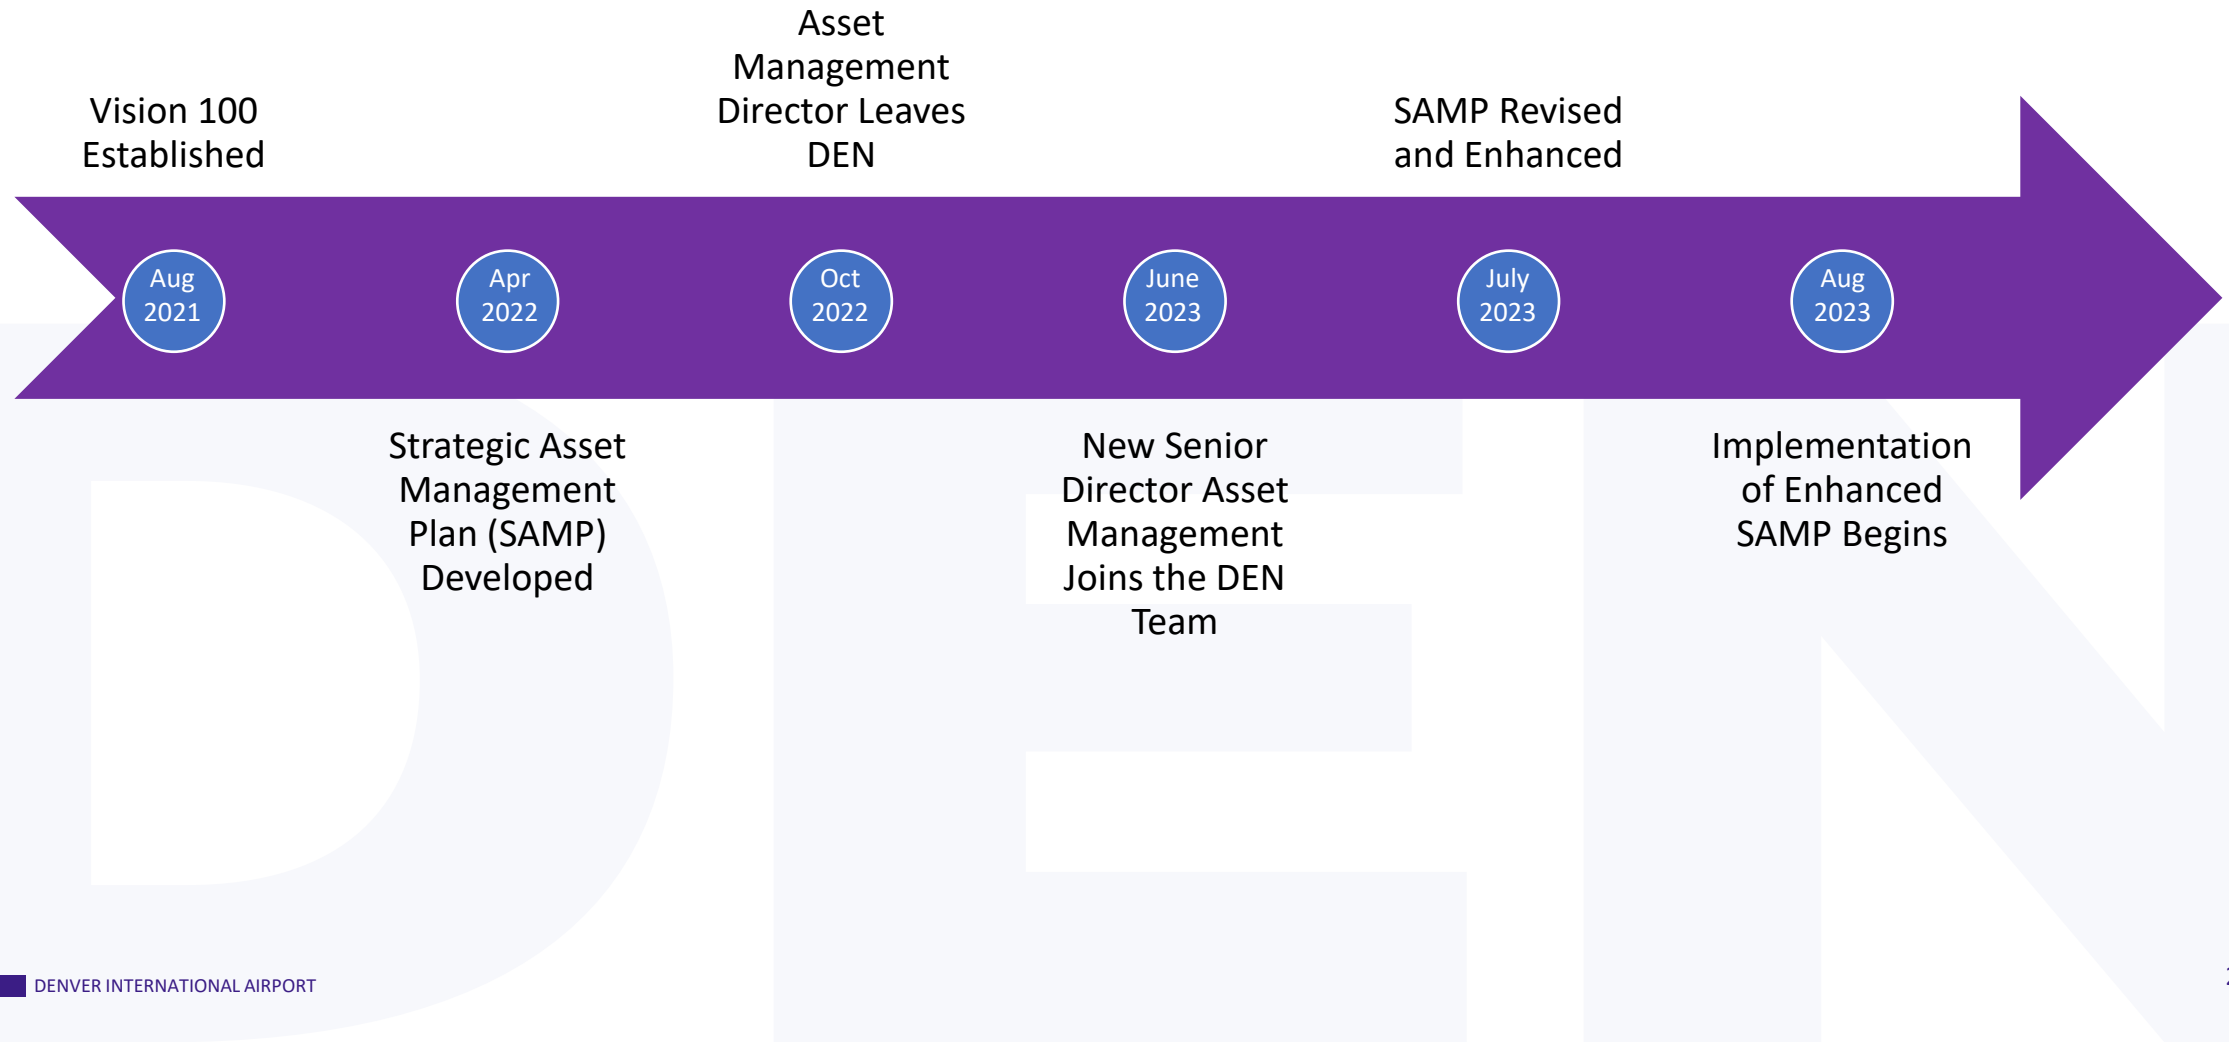 Vision 100
Established
Asset
Management
Director Leaves
DEN
SAMP Revised
and Enhanced
Aug
2021
Apr
2022
Oct
2022
June
2023
July
2023
Aug
2023
Strategic Asset
Management
Plan (SAMP)
Developed
New Senior
Director Asset
Management
Joins the DEN
Team
Implementation
of Enhanced
SAMP Begins
DEN
DENVER INTERNATIONAL AIRPORT